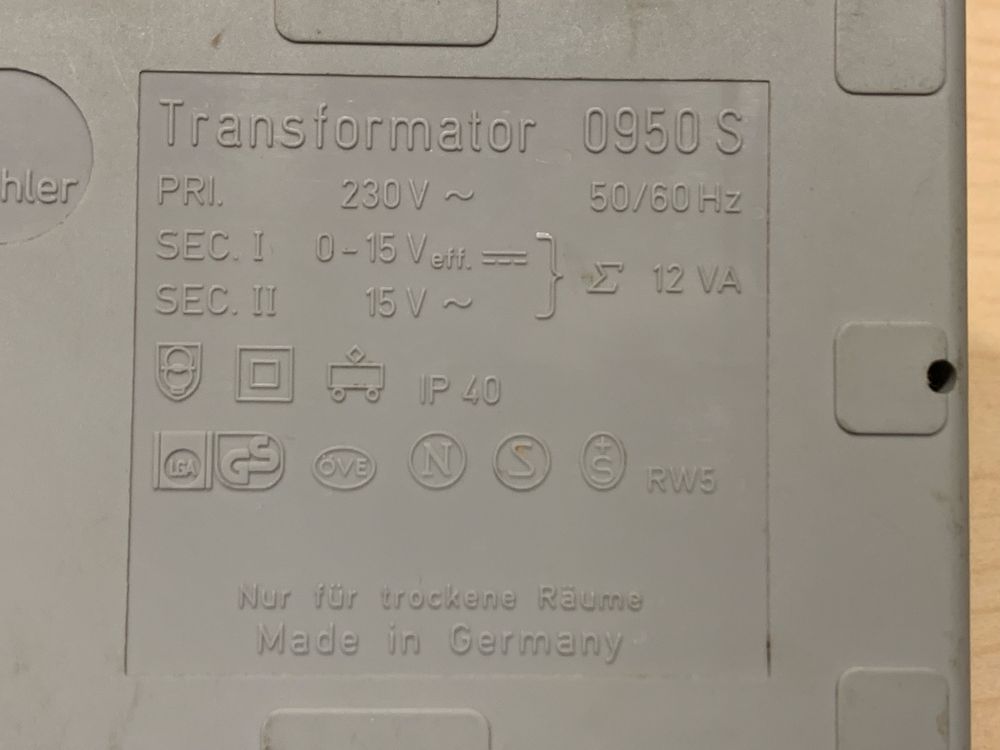 hler
Transformator 0950 S
PRI. 230 V ~ 50/60 Hz
SEC. I 0-15 Veff. ⎓ } Σ 12 VA
SEC. II 15 V ~
IP 40
LGA GS ÖVE N S +S RW5
Nur für trockene Räume
Made in Germany